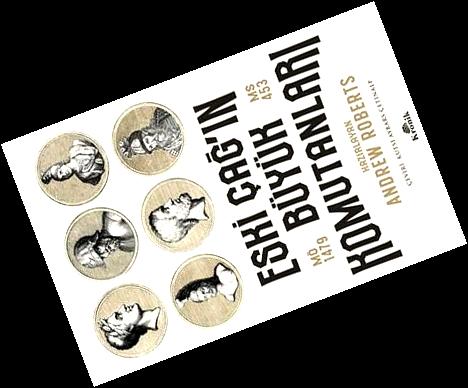 ESKİ ÇAĞ'IN
BÜYÜK
KOMUTANLARI
MÖ
1479
MS
453
HAZIRLAYAN
ANDREW ROBERTS
Kronik